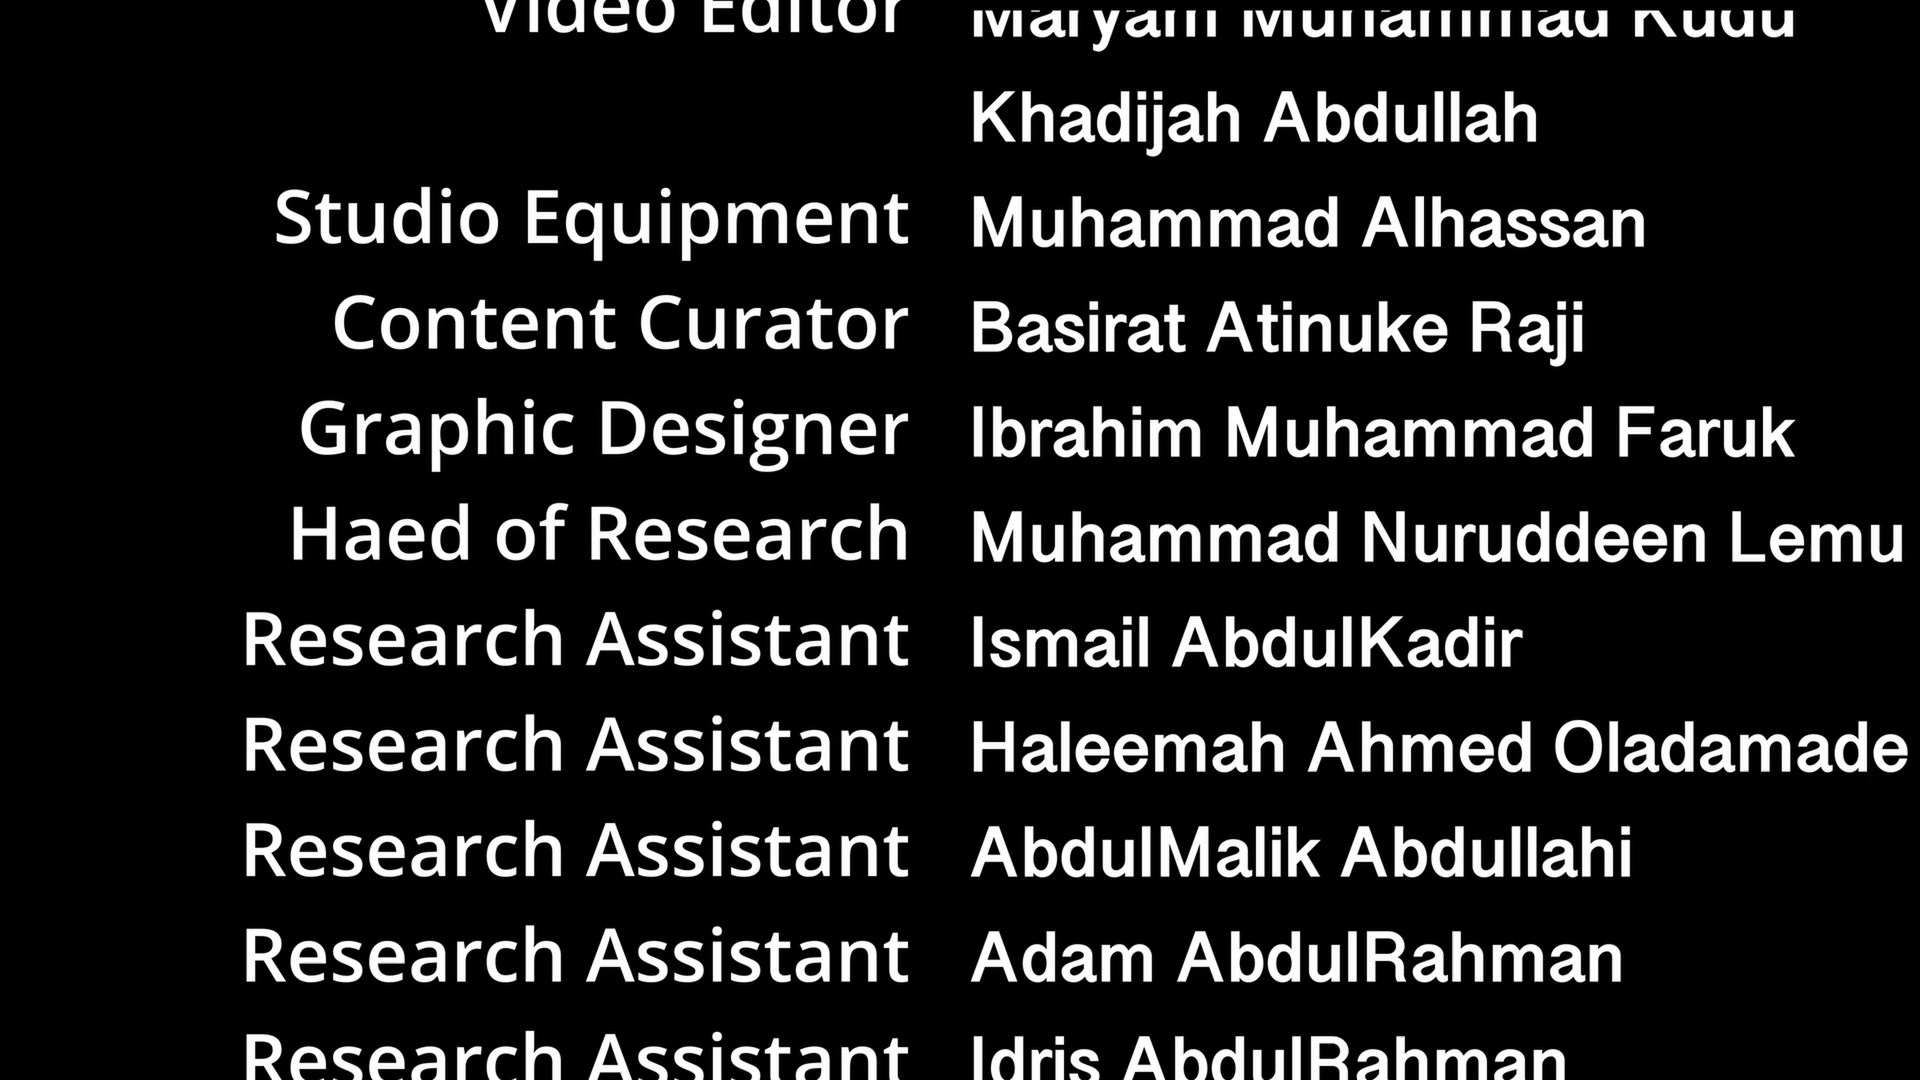 Video Editor Maryam Muhammad Kudu
Khadijah Abdullah
Studio Equipment Muhammad Alhassan
Content Curator Basirat Atinuke Raji
Graphic Designer Ibrahim Muhammad Faruk
Haed of Research Muhammad Nuruddeen Lemu
Research Assistant Ismail AbdulKadir
Research Assistant Haleemah Ahmed Oladamade
Research Assistant AbdulMalik Abdullahi
Research Assistant Adam AbdulRahman
Research Assistant Idris AbdulRahman